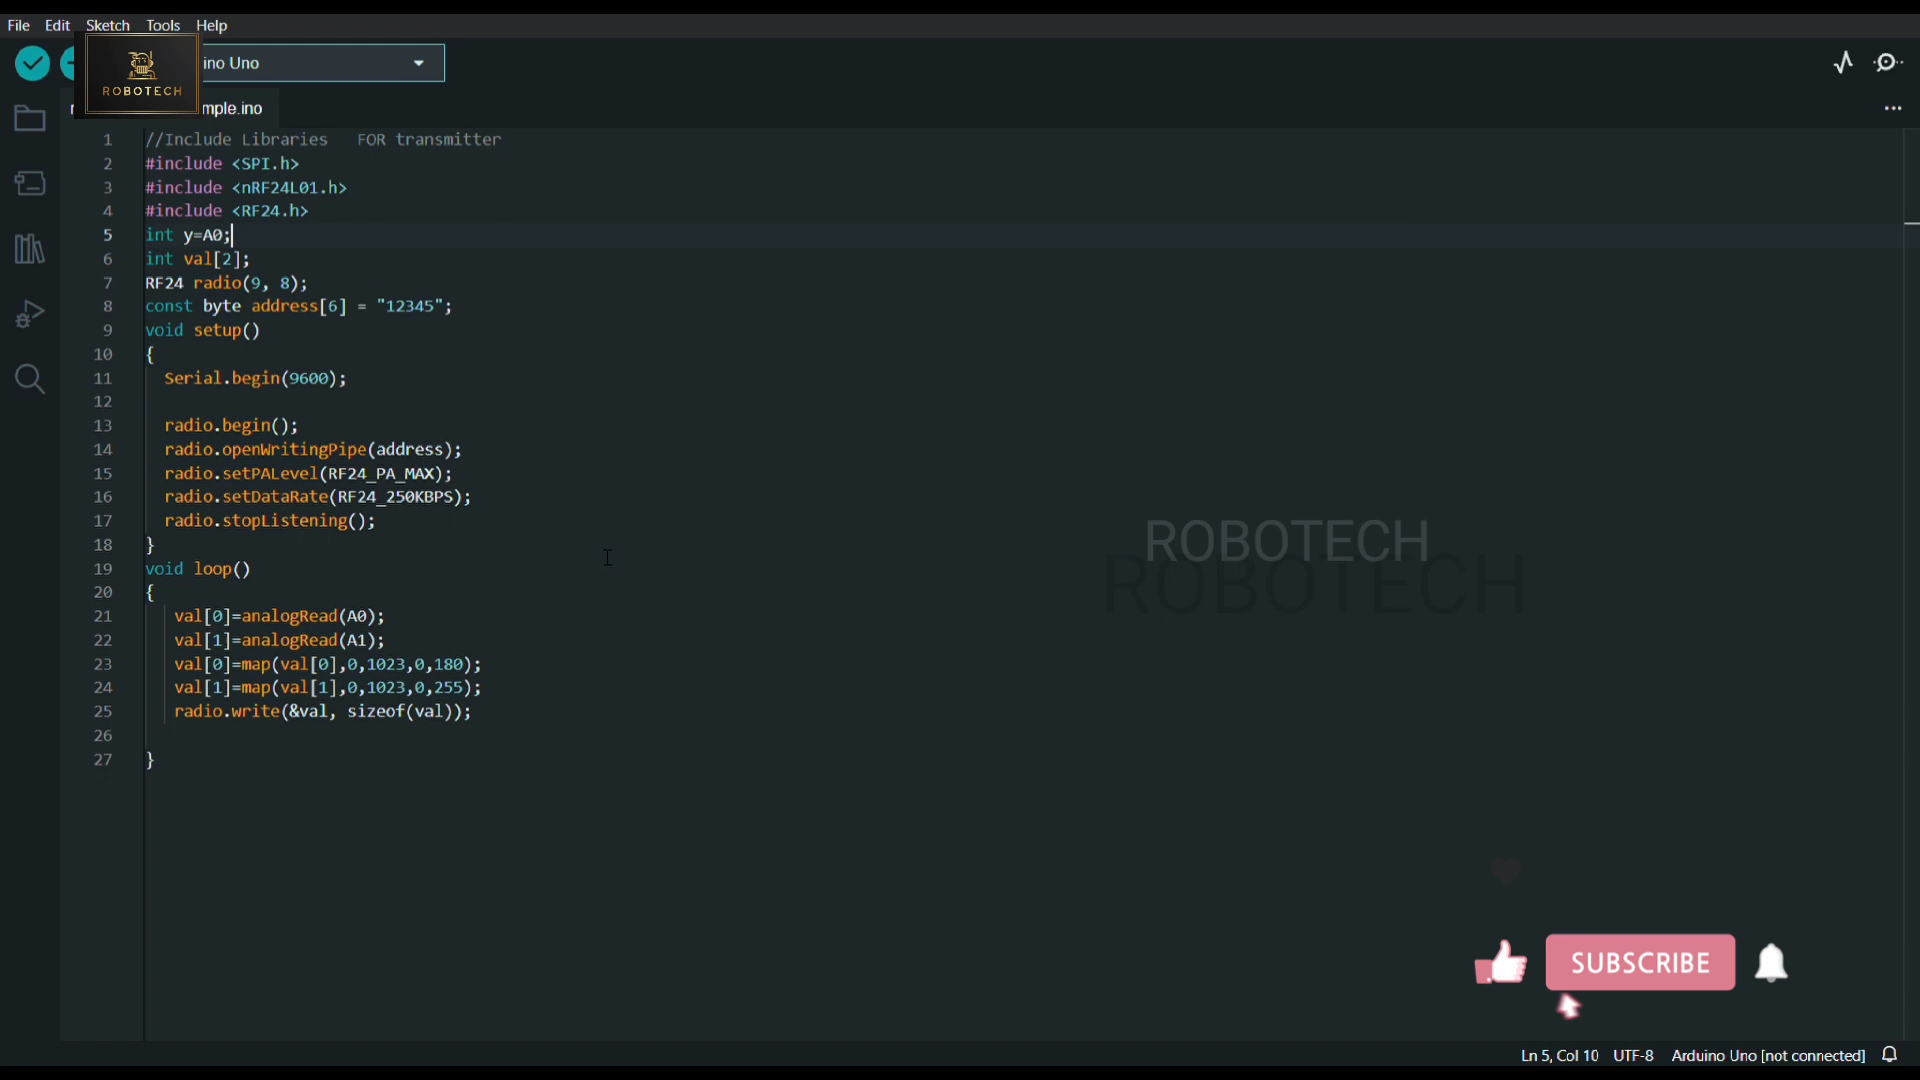 File Edit Sketch Tools Help
ROBOTECH
ino Uno
mple.ino
1 //Include Libraries FOR transmitter
2 #include <SPI.h>
3 #include <nRF24L01.h>
4 #include <RF24.h>
5 int y=A0;
6 int val[2];
7 RF24 radio(9, 8);
8 const byte address[6] = "12345";
9 void setup()
10 {
11 Serial.begin(9600);
12
13 radio.begin();
14 radio.openWritingPipe(address);
15 radio.setPALevel(RF24_PA_MAX);
16 radio.setDataRate(RF24_250KBPS);
17 radio.stopListening();
18 }
19 void loop()
20 {
21 val[0]=analogRead(A0);
22 val[1]=analogRead(A1);
23 val[0]=map(val[0],0,1023,0,180);
24 val[1]=map(val[1],0,1023,0,255);
25 radio.write(&val, sizeof(val));
26
27 }
ROBOTECH
ROBOTECH
SUBSCRIBE
Ln 5, Col 10 UTF-8 Arduino Uno [not connected]